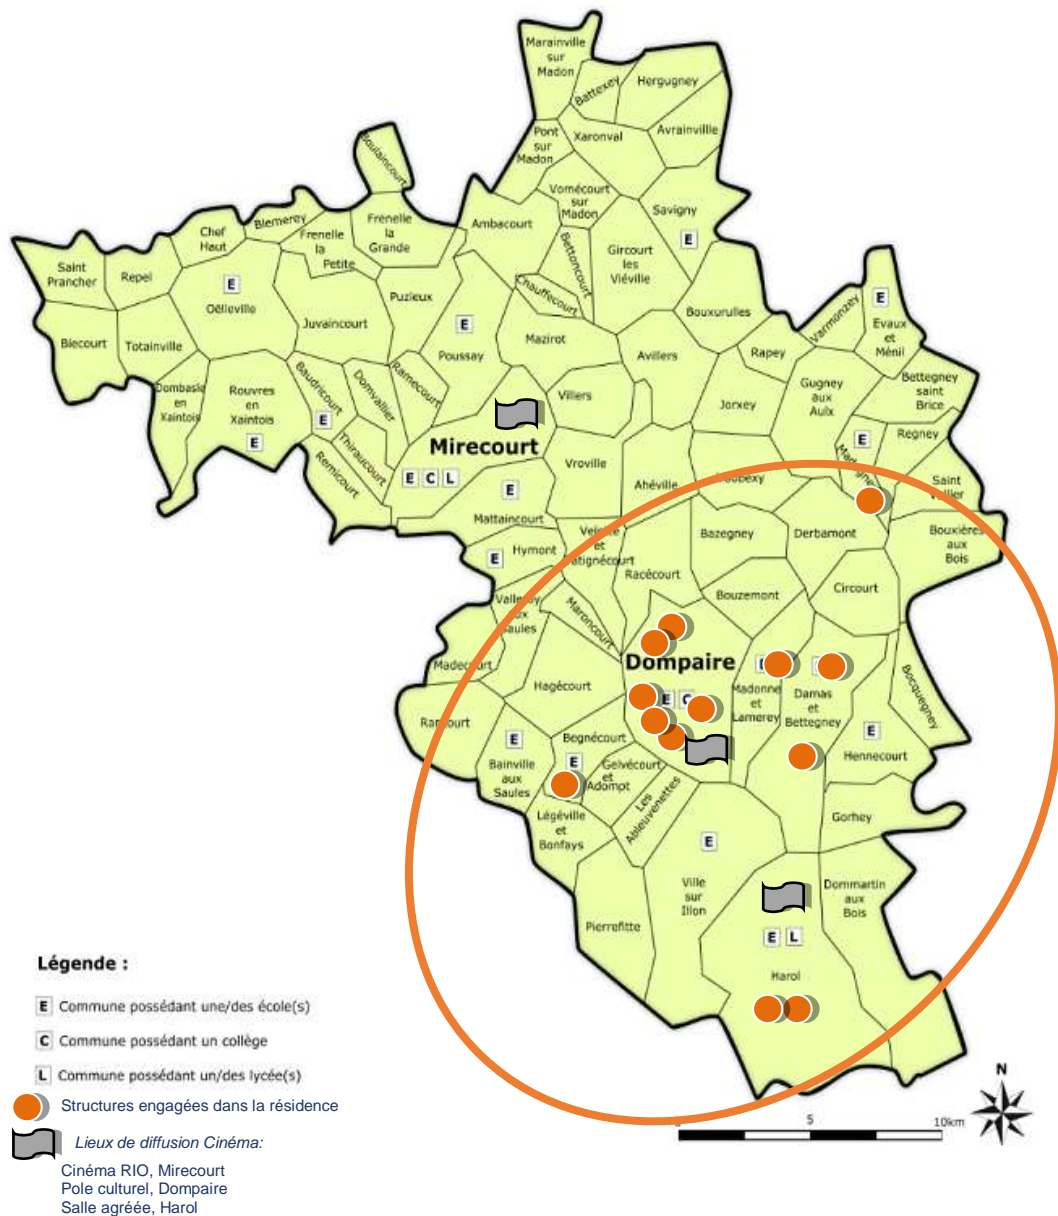 Marainville
sur
Madon
Battexey
Hergugney
Pont
sur
Madon
Xaronval
Avrainville
Boulaincourt
Vomécourt
sur
Madon
Savigny
E
Ambacourt
Bettoncourt
Gircourt
les
Viéville
Chef
Haut
Blemerey
Frenelle
la
Petite
Frenelle
la
Grande
Saint
Prancher
Repel
E
Oëlleville
Puzieux
Chauffecourt
Bouxurulles
Varmonzey
E
Evaux
et
Ménil
Biecourt
Totainville
Juvaincourt
E
Poussay
Mazirot
Avillers
Rapey
Gugney
aux
Aulx
Bettegney
saint
Brice
Dombasle
en
Xaintois
Rouvres
en
Xaintois
E
Baudricourt
E
Domvallier
Ramecourt
Villers
Jorxey
Regney
Thiraucourt
Remicourt
Mirecourt
E C L
Vroville
Ahéville
E
Saint
Vallier
E
Mattaincourt
Bazegney
Derbamont
Bouxières
aux
Bois
E
Hymont
Racécourt
Bouzemont
Circourt
Maroncourt
Madecourt
Dompaire
E C
Hagécourt
Madonne
et
Lamerey
Damas
et
Bettegney
Bocquegney
Rancourt
E
Bainville
aux
Saules
Begnécourt
E
Gelvécourt
et
Adompt
Les
Ableuvenettes
E
Hennecourt
Légéville
et
Bonfays
Gorhey
E
Ville
sur
Illon
Pierrefitte
Dommartin
aux
Bois
E L
Harol
Légende :
E Commune possédant une/des école(s)
C Commune possédant un collège
L Commune possédant un/des lycée(s)
Structures engagées dans la résidence
Lieux de diffusion Cinéma:
Cinéma RIO, Mirecourt
Pole culturel, Dompaire
Salle agréée, Harol
N
5
10km